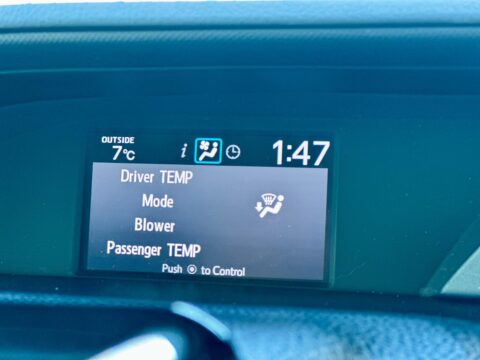 OUTSIDE
7°C i 1:47
Driver TEMP
Mode
Blower
Passenger TEMP
Push ⦿ to Control